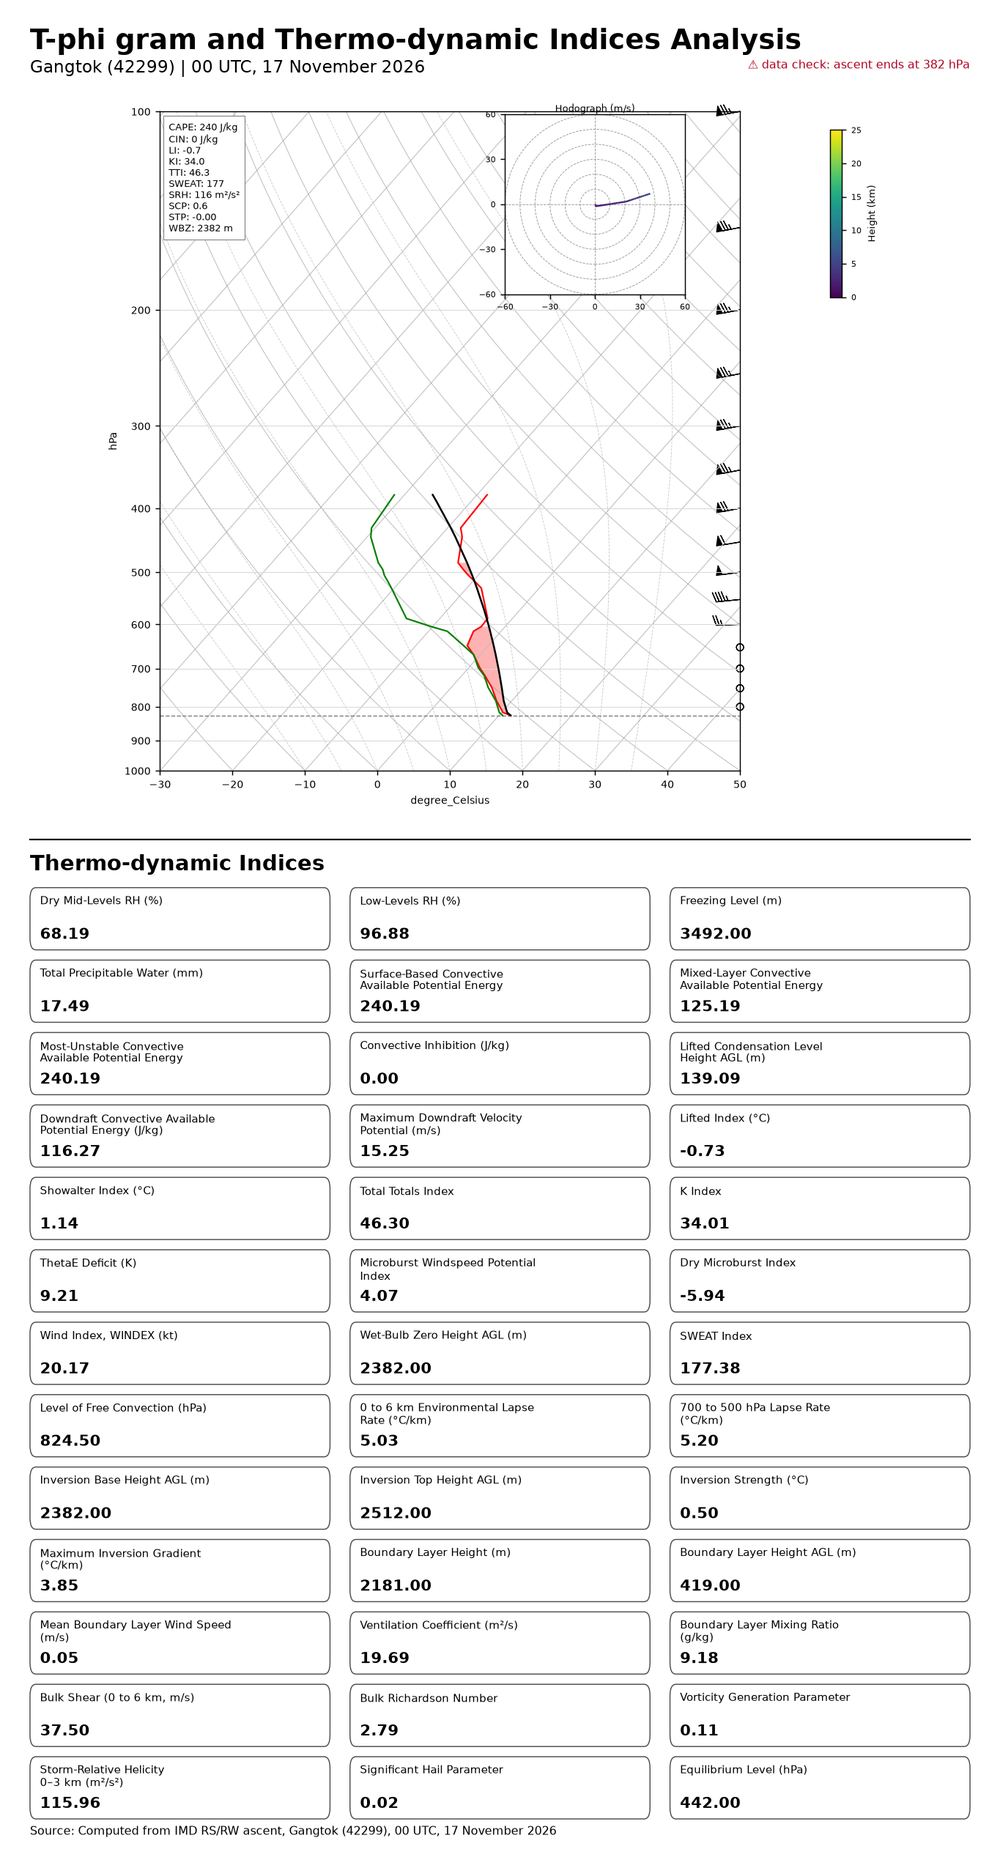 T-phi gram and Thermo-dynamic Indices Analysis
Gangtok (42299) | 00 UTC, 17 November 2026
⚠ data check: ascent ends at 382 hPa
CAPE: 240 J/kg
CIN: 0 J/kg
LI: -0.7
KI: 34.0
TTI: 46.3
SWEAT: 177
SRH: 116 m²/s²
SCP: 0.6
STP: -0.00
WBZ: 2382 m
Hodograph (m/s)
60
30
0
−30
−60
−60 −30 0 30 60
25
20
15
10
5
0
Height (km)
100
200
300
400
500
600
700
800
900
1000
hPa
−30 −20 −10 0 10 20 30 40 50
degree_Celsius
Thermo-dynamic Indices
Dry Mid-Levels RH (%)
68.19
Low-Levels RH (%)
96.88
Freezing Level (m)
3492.00
Total Precipitable Water (mm)
17.49
Surface-Based Convective
Available Potential Energy
240.19
Mixed-Layer Convective
Available Potential Energy
125.19
Most-Unstable Convective
Available Potential Energy
240.19
Convective Inhibition (J/kg)
0.00
Lifted Condensation Level
Height AGL (m)
139.09
Downdraft Convective Available
Potential Energy (J/kg)
116.27
Maximum Downdraft Velocity
Potential (m/s)
15.25
Lifted Index (°C)
-0.73
Showalter Index (°C)
1.14
Total Totals Index
46.30
K Index
34.01
ThetaE Deficit (K)
9.21
Microburst Windspeed Potential
Index
4.07
Dry Microburst Index
-5.94
Wind Index, WINDEX (kt)
20.17
Wet-Bulb Zero Height AGL (m)
2382.00
SWEAT Index
177.38
Level of Free Convection (hPa)
824.50
0 to 6 km Environmental Lapse
Rate (°C/km)
5.03
700 to 500 hPa Lapse Rate
(°C/km)
5.20
Inversion Base Height AGL (m)
2382.00
Inversion Top Height AGL (m)
2512.00
Inversion Strength (°C)
0.50
Maximum Inversion Gradient
(°C/km)
3.85
Boundary Layer Height (m)
2181.00
Boundary Layer Height AGL (m)
419.00
Mean Boundary Layer Wind Speed
(m/s)
0.05
Ventilation Coefficient (m²/s)
19.69
Boundary Layer Mixing Ratio
(g/kg)
9.18
Bulk Shear (0 to 6 km, m/s)
37.50
Bulk Richardson Number
2.79
Vorticity Generation Parameter
0.11
Storm-Relative Helicity
0–3 km (m²/s²)
115.96
Significant Hail Parameter
0.02
Equilibrium Level (hPa)
442.00
Source: Computed from IMD RS/RW ascent, Gangtok (42299), 00 UTC, 17 November 2026